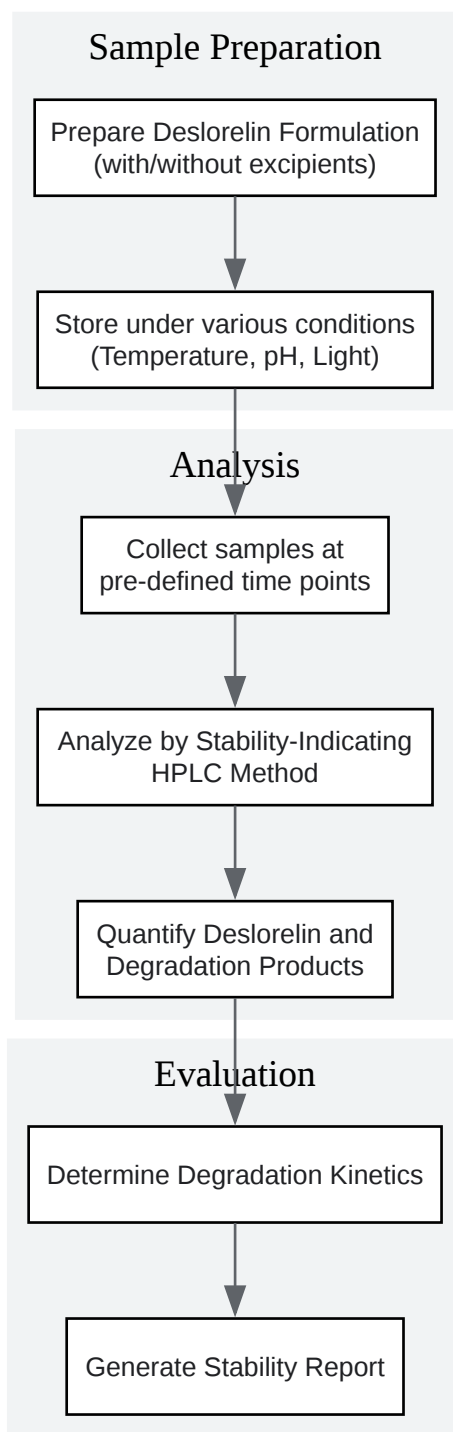 Sample Preparation
Prepare Deslorelin Formulation
(with/without excipients)
Store under various conditions
(Temperature, pH, Light)
Analysis
Collect samples at
pre-defined time points
Analyze by Stability-Indicating
HPLC Method
Quantify Deslorelin and
Degradation Products
Evaluation
Determine Degradation Kinetics
Generate Stability Report